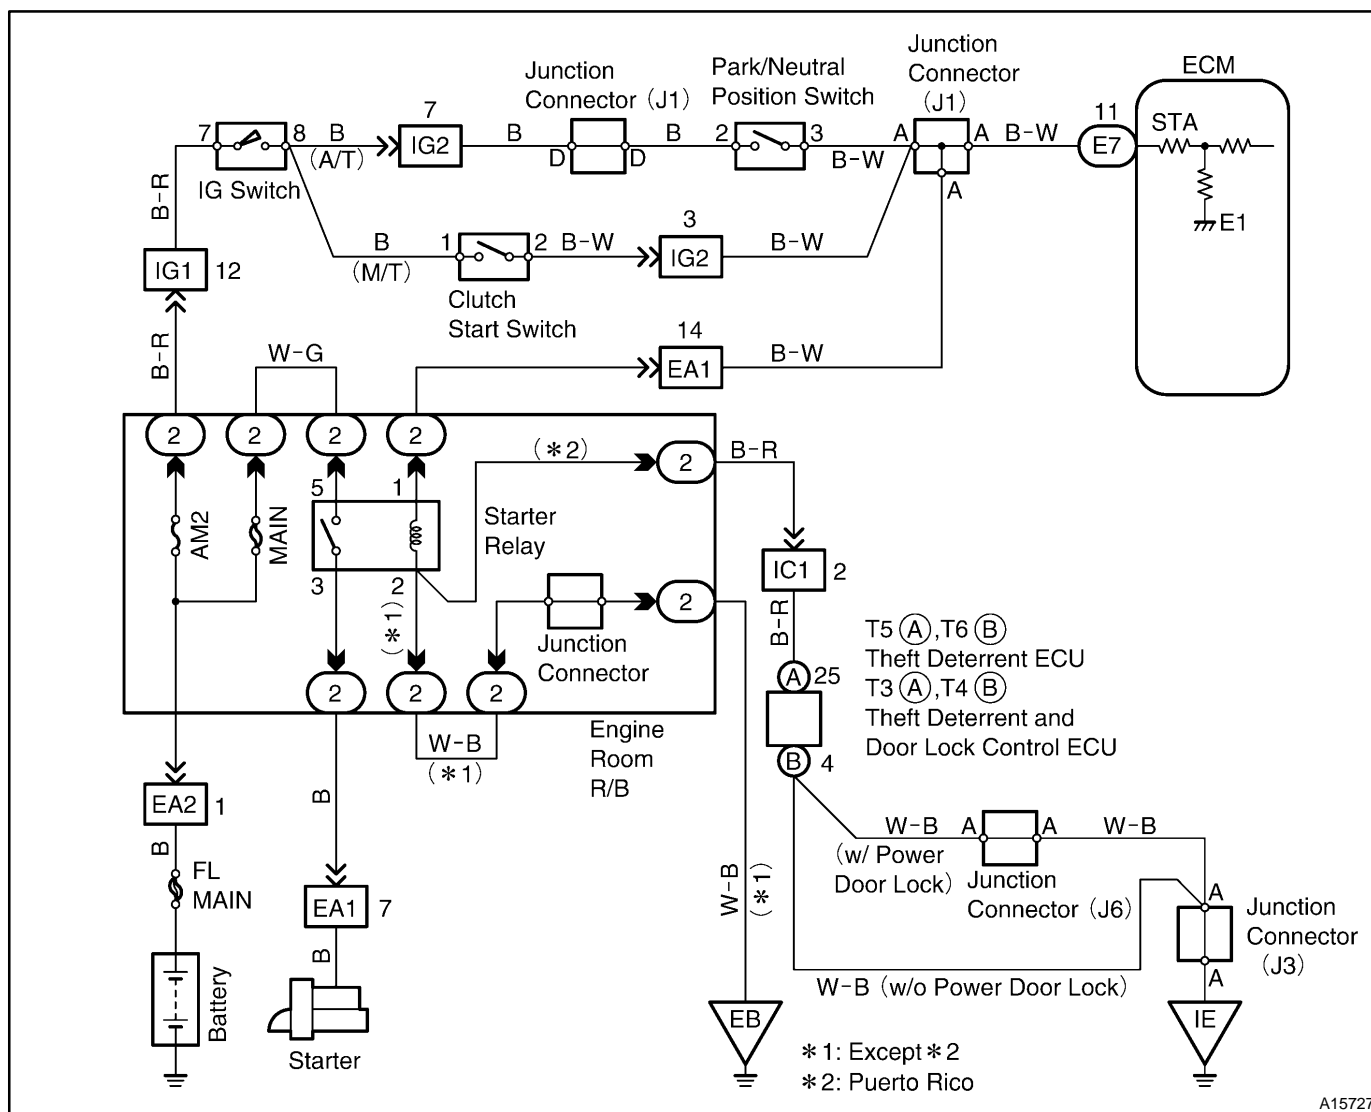 Junction
Connector (J1)
Park/Neutral
Position Switch
Junction
Connector
(J1)
ECM
7
11
7 8 B IG2 B D D B 2 3 B-W A A B-W E7 STA
(A/T)
A
IG Switch
E1
B-R
3
B 1 2 B-W IG2 B-W
(M/T)
IG1 12
Clutch
Start Switch
14
B-R
W-G
EA1 B-W
2 2 2 2
(*2) 2 B-R
5 1
AM2
MAIN
Starter
Relay
3 2
IC1 2
2
(*1)
B-R
Junction
Connector
T5 A, T6 B
Theft Deterrent ECU
T3 A, T4 B
Theft Deterrent and
Door Lock Control ECU
A 25
B 4
2 2 2
W-B
(*1)
Engine
Room
R/B
EA2 1
B
B
FL
MAIN
W-B A A W-B
(w/ Power
Door Lock)
Junction
Connector (J6)
W-B
(*1)
EA1 7
B
A
Junction
Connector
(J3)
A
W-B (w/o Power Door Lock)
Battery
Starter
EB
IE
*1: Except *2
*2: Puerto Rico
A15727